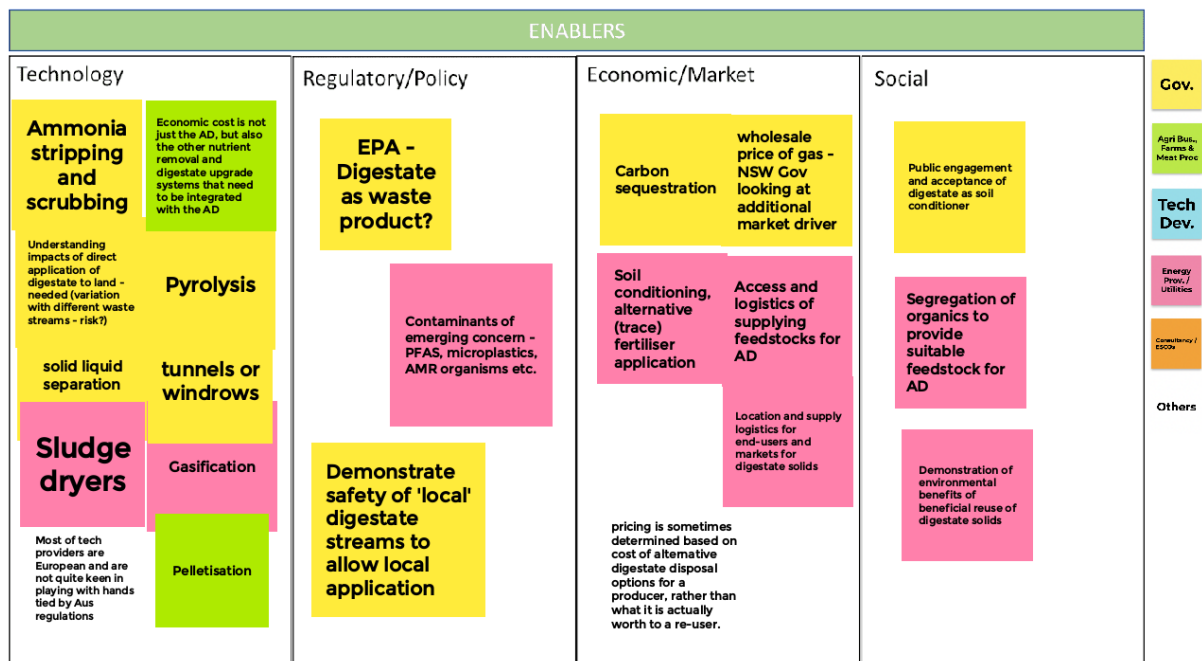 ENABLERS
Technology
Ammonia
stripping
and
scrubbing
Economic cost is not
just the AD, but also
the other nutrient
removal and
digestate upgrade
systems that need
to be integrated
with the AD
Understanding
impacts of direct
application of
digestate to land -
needed (variation
with different waste
streams - risk?)
Pyrolysis
solid liquid
separation
tunnels or
windrows
Sludge
dryers
Gasification
Most of tech
providers are
European and are
not quite keen in
playing with hands
tied by Aus
regulations
Pelletisation
Regulatory/Policy
EPA -
Digestate
as waste
product?
Contaminants of
emerging concern -
PFAS, microplastics,
AMR organisms etc.
Demonstrate
safety of 'local'
digestate
streams to
allow local
application
Economic/Market
Carbon
sequestration
wholesale
price of gas -
NSW Gov
looking at
additional
market driver
Soil
conditioning,
alternative
(trace)
fertiliser
application
Access and
logistics of
supplying
feedstocks for
AD
Location and supply
logistics for
end-users and
markets for
digestate solids
pricing is sometimes
determined based on
cost of alternative
digestate disposal
options for a
producer, rather than
what it is actually
worth to a re-user.
Social
Public engagement
and acceptance of
digestate as soil
conditioner
Segregation of
organics to
provide
suitable
feedstock for
AD
Demonstration of
environmental
benefits of
beneficial reuse of
digestate solids
Gov.
Agri Bus.,
Farms &
Meat Proc
Tech
Dev.
Energy
Prov. /
Utilities
Consultancy /
ESCOs
Others